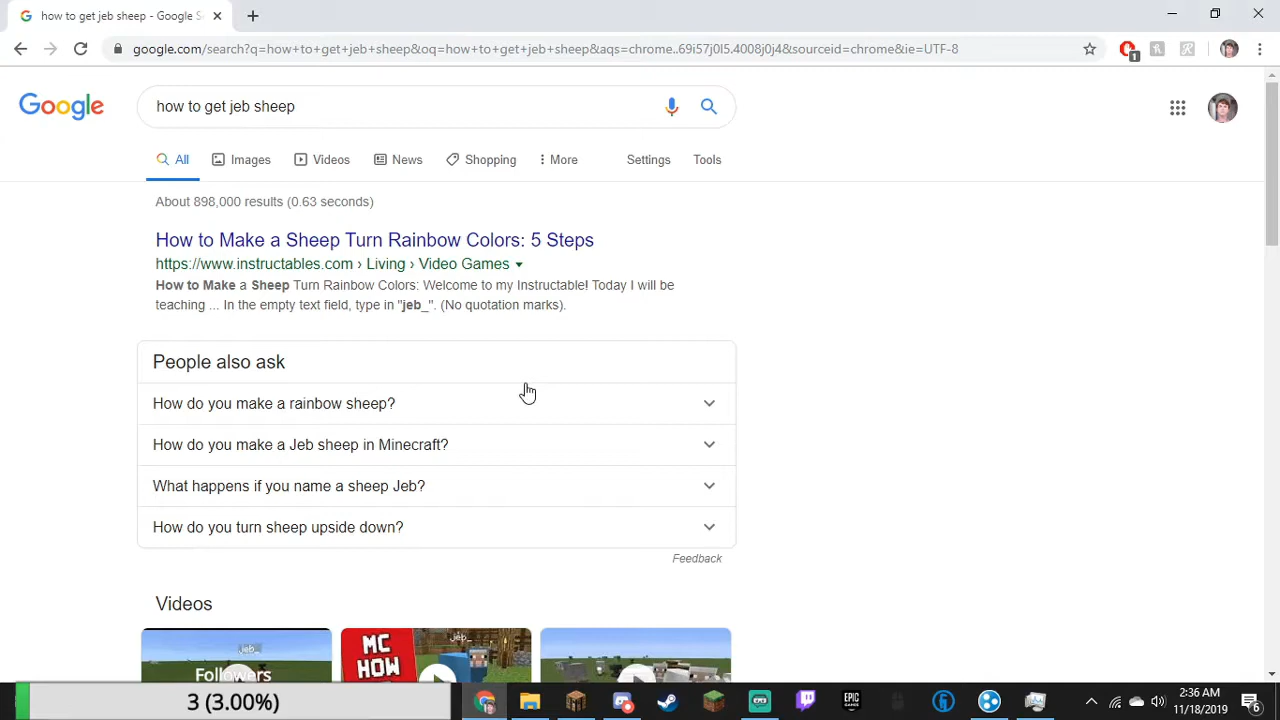 how to get jeb sheep - Google S
google.com/search?q=how+to+get+jeb+sheep&oq=how+to+get+jeb+sheep&aqs=chrome..69i57j0l5.4008j0j4&sourceid=chrome&ie=UTF-8
1
Google
how to get jeb sheep
All Images Videos News Shopping More Settings Tools
About 898,000 results (0.63 seconds)
How to Make a Sheep Turn Rainbow Colors: 5 Steps
https://www.instructables.com › Living › Video Games
How to Make a Sheep Turn Rainbow Colors: Welcome to my Instructable! Today I will be
teaching ... In the empty text field, type in "jeb_". (No quotation marks).
People also ask
How do you make a rainbow sheep?
How do you make a Jeb sheep in Minecraft?
What happens if you name a sheep Jeb?
How do you turn sheep upside down?
Feedback
Videos
jeb_
jeb_
MC
HOW
Followers
3 (3.00%)
EPIC
GAMES
2:36 AM
11/18/2019
6